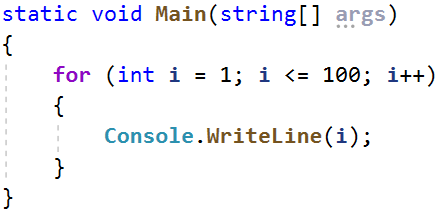 static void Main(string[] args)
{
    for (int i = 1; i <= 100; i++)
    {
        Console.WriteLine(i);
    }
}